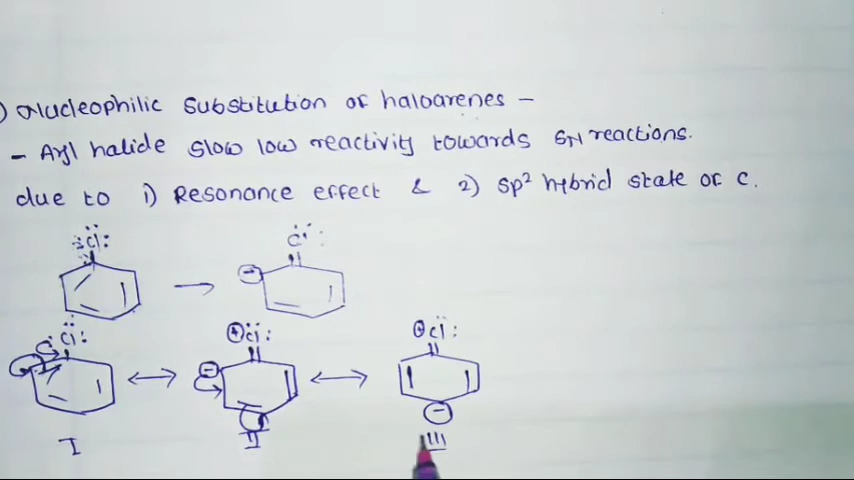 ) Nucleophilic substitution of haloarenes -
- Aryl halide slow low reactivity towards SN reactions.
due to 1) Resonance effect & 2) sp² hybrid state of C.
:Cl: Cl:
Cl: ⊕Cl: ⊕Cl:
I II III